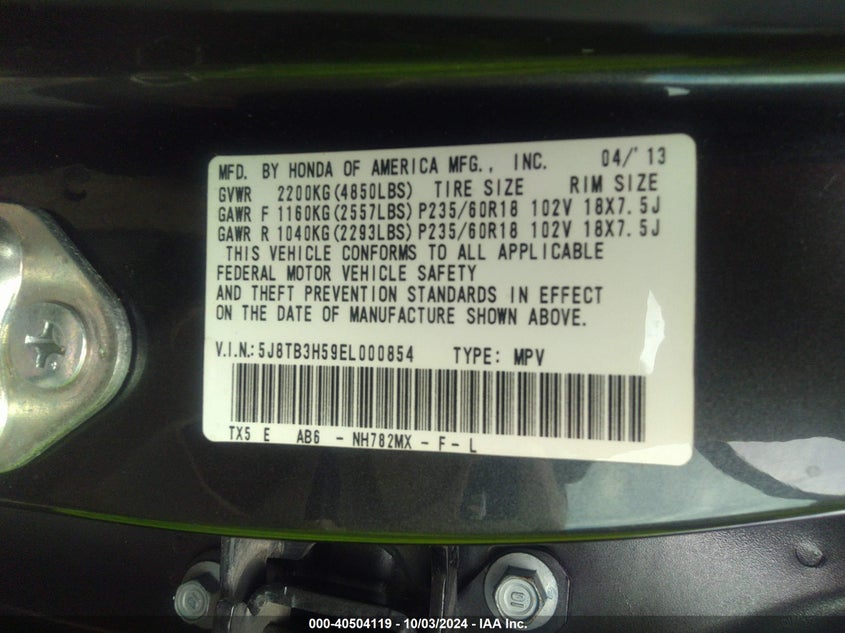 MFD. BY HONDA OF AMERICA MFG., INC. 04/'13
GVWR 2200KG(4850LBS) TIRE SIZE RIM SIZE
GAWR F 1160KG(2557LBS) P235/60R18 102V 18X7.5J
GAWR R 1040KG(2293LBS) P235/60R18 102V 18X7.5J
THIS VEHICLE CONFORMS TO ALL APPLICABLE
FEDERAL MOTOR VEHICLE SAFETY
AND THEFT PREVENTION STANDARDS IN EFFECT
ON THE DATE OF MANUFACTURE SHOWN ABOVE.
V.I.N.:5J8TB3H59EL000854 TYPE: MPV
TX5 E AB6 - NH782MX - F - L
000-40504119 - 10/03/2024 - IAA Inc.